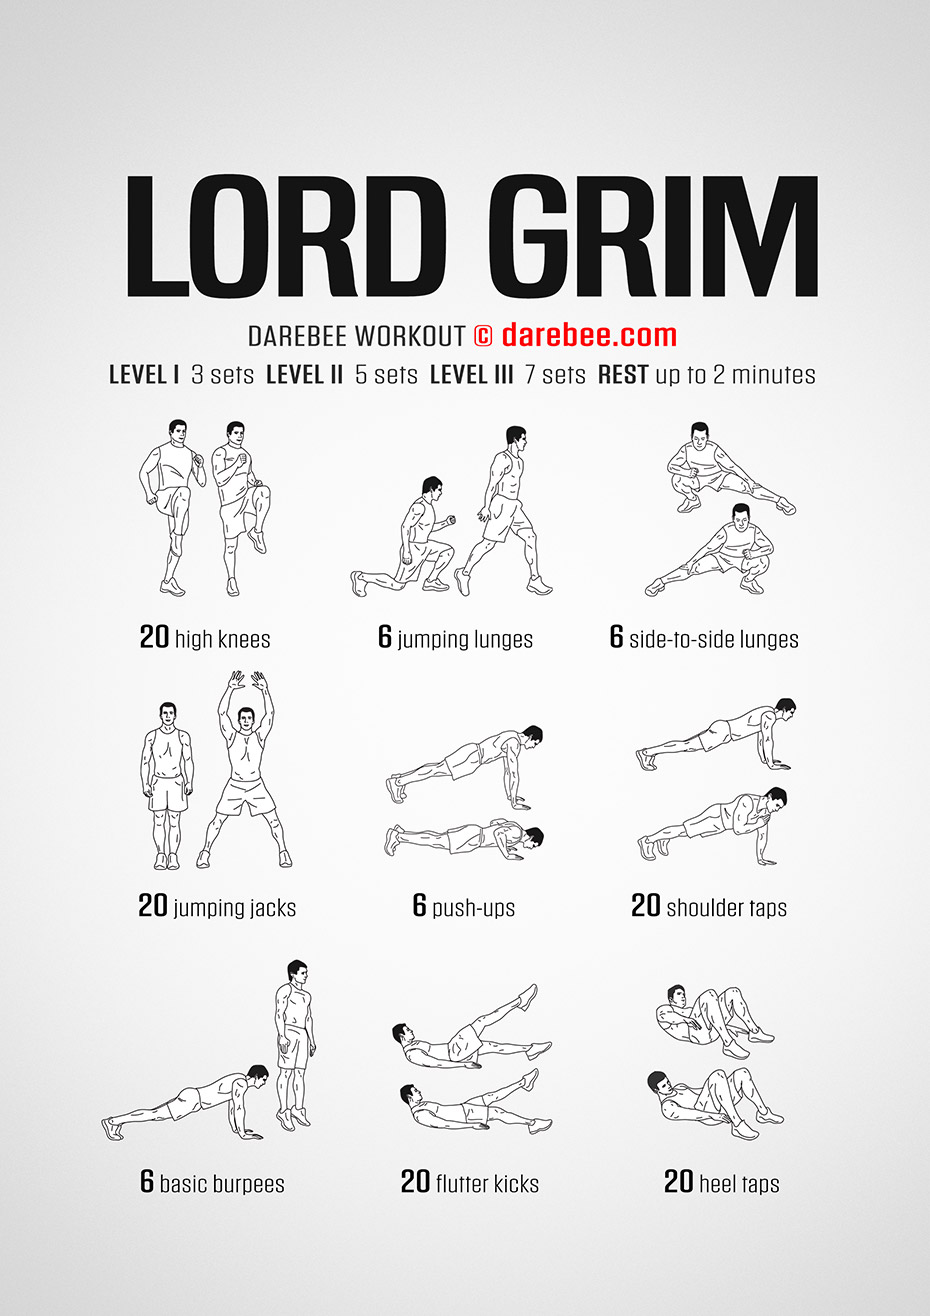 LORD GRIM
DAREBEE WORKOUT © darebee.com
LEVEL I 3 sets LEVEL II 5 sets LEVEL III 7 sets REST up to 2 minutes
20 high knees
6 jumping lunges
6 side-to-side lunges
20 jumping jacks
6 push-ups
20 shoulder taps
6 basic burpees
20 flutter kicks
20 heel taps